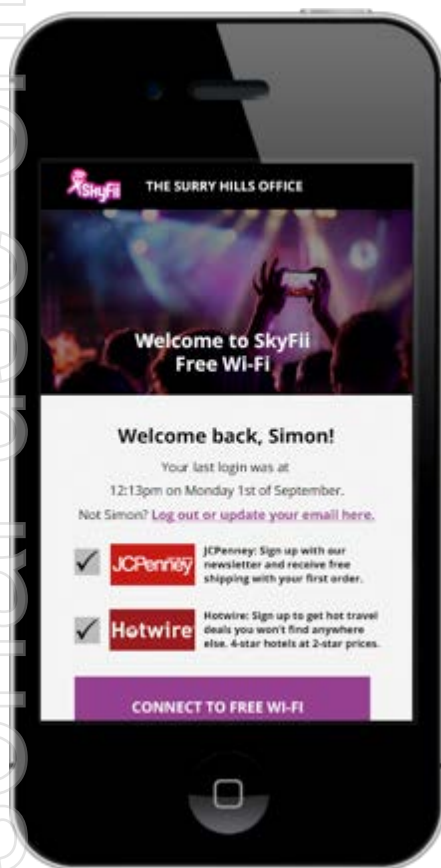 SkyFii
THE SURRY HILLS OFFICE
Welcome to SkyFii
Free Wi-Fi
Welcome back, Simon!
Your last login was at
12:13pm on Monday 1st of September.
Not Simon? Log out or update your email here.
JCPenney
JCPenney: Sign up with our
newsletter and receive free
shipping with your first order.
Hotwire
Hotwire: Sign up to get hot travel
deals you won't find anywhere
else. 4-star hotels at 2-star prices.
CONNECT TO FREE WI-FI